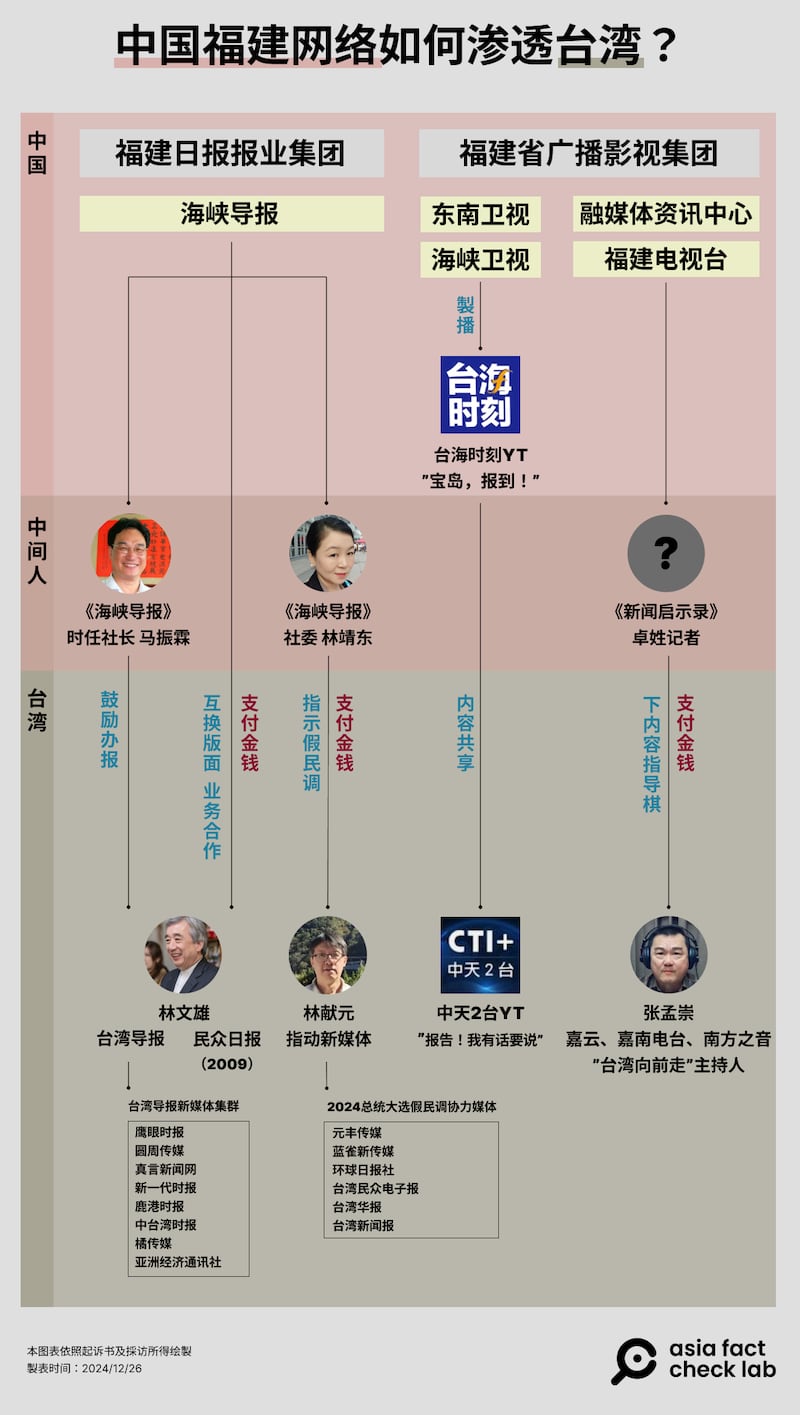 中国福建网络如何渗透台湾？
中国
福建日报报业集团
福建省广播影视集团
海峡导报
东南卫视
融媒体资讯中心
海峡卫视
福建电视台
製播
台海时刻
台海时刻YT
"宝岛，报到！"
中间人
?
《海峡导报》
时任社长 马振霖
《海峡导报》
社委 林靖东
《新闻启示录》
卓姓记者
台湾
鼓励办报
互换版面 业务合作
支付金钱
指示假民调
支付金钱
内容共享
下内容指导棋
支付金钱
CTI+
中天2台
林文雄
台湾导报
民众日报
（2009）
林献元
指动新媒体
中天2台YT
"报告！我有话要说"
张孟崇
嘉云、嘉南电台、南方之音
"台湾向前走"主持人
台湾导报新媒体集群
鹰眼时报
圆周传媒
真言新闻网
新一代时报
鹿港时报
中台湾时报
橘传媒
亚洲经济通讯社
2024总统大选假民调协力媒体
元丰传媒
蓝雀新传媒
环球日报社
台湾民众电子报
台湾华报
台湾新闻报
本图表依照起诉书及採访所得绘製
製表时间：2024/12/26
asia fact
check lab